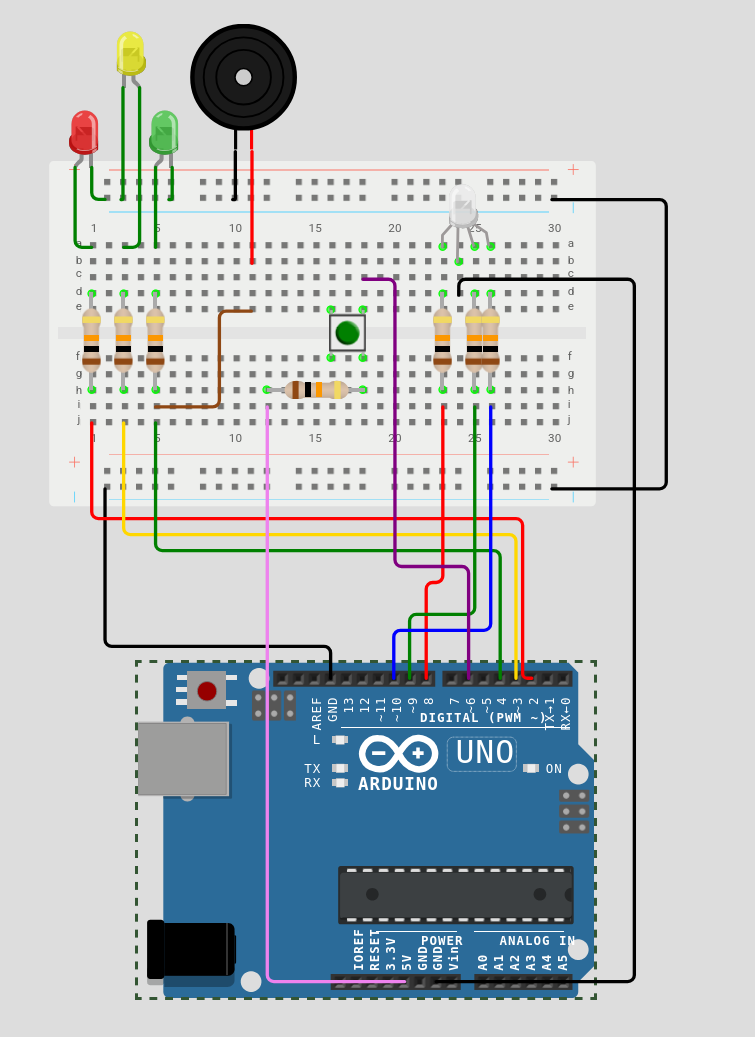 + +
1 5 10 15 20 25 30
a a
b b
c c
d d
e e
f f
g g
h h
i i
j j
1 5 10 15 20 25 30
+ +
AREF
GND
13
12
~11
~10
~9
8
7
~6
~5
4
~3
2
TX→1
RX←0
DIGITAL (PWM ~)
L
TX
RX
ARDUINO
UNO
ON
IOREF
RESET
3.3V
5V
GND
GND
Vin
POWER
A0
A1
A2
A3
A4
A5
ANALOG IN